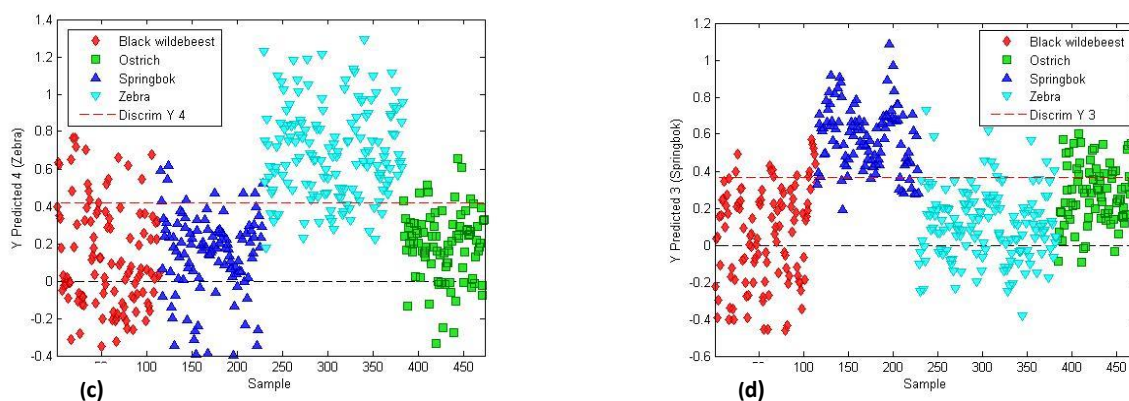 1.4
1.2
1
0.8
0.6
0.4
0.2
0
-0.2
-0.4
Y Predicted 4 (Zebra)
Black wildebeest
Ostrich
Springbok
Zebra
Discrim Y 4
100 150 200 250 300 350 400 450
Sample
(c)
1.2
1
0.8
0.6
0.4
0.2
0
-0.2
-0.4
-0.6
Y Predicted 3 (Springbok)
Black wildebeest
Ostrich
Springbok
Zebra
Discrim Y 3
50 100 150 200 250 300 350 400 450
Sample
(d)